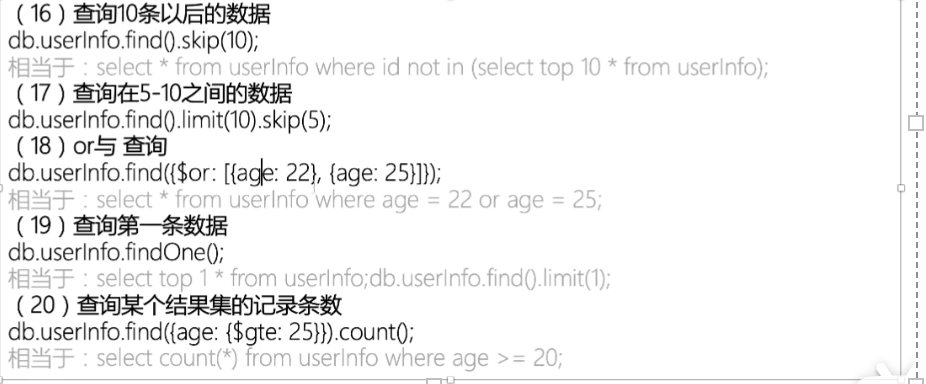 （16）查询10条以后的数据
db.userInfo.find().skip(10);
相当于：select * from userInfo where id not in (select top 10 * from userInfo);
（17）查询在5-10之间的数据
db.userInfo.find().limit(10).skip(5);
（18）or与 查询
db.userInfo.find({$or: [{age: 22}, {age: 25}]});
相当于：select * from userInfo where age = 22 or age = 25;
（19）查询第一条数据
db.userInfo.findOne();
相当于：select top 1 * from userInfo;db.userInfo.find().limit(1);
（20）查询某个结果集的记录条数
db.userInfo.find({age: {$gte: 25}}).count();
相当于：select count(*) from userInfo where age >= 20;